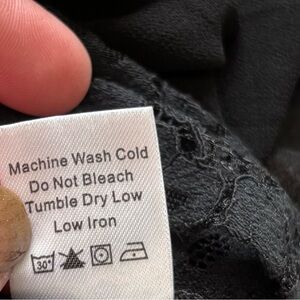 Machine Wash Cold
Do Not Bleach
Tumble Dry Low
Low Iron
30°